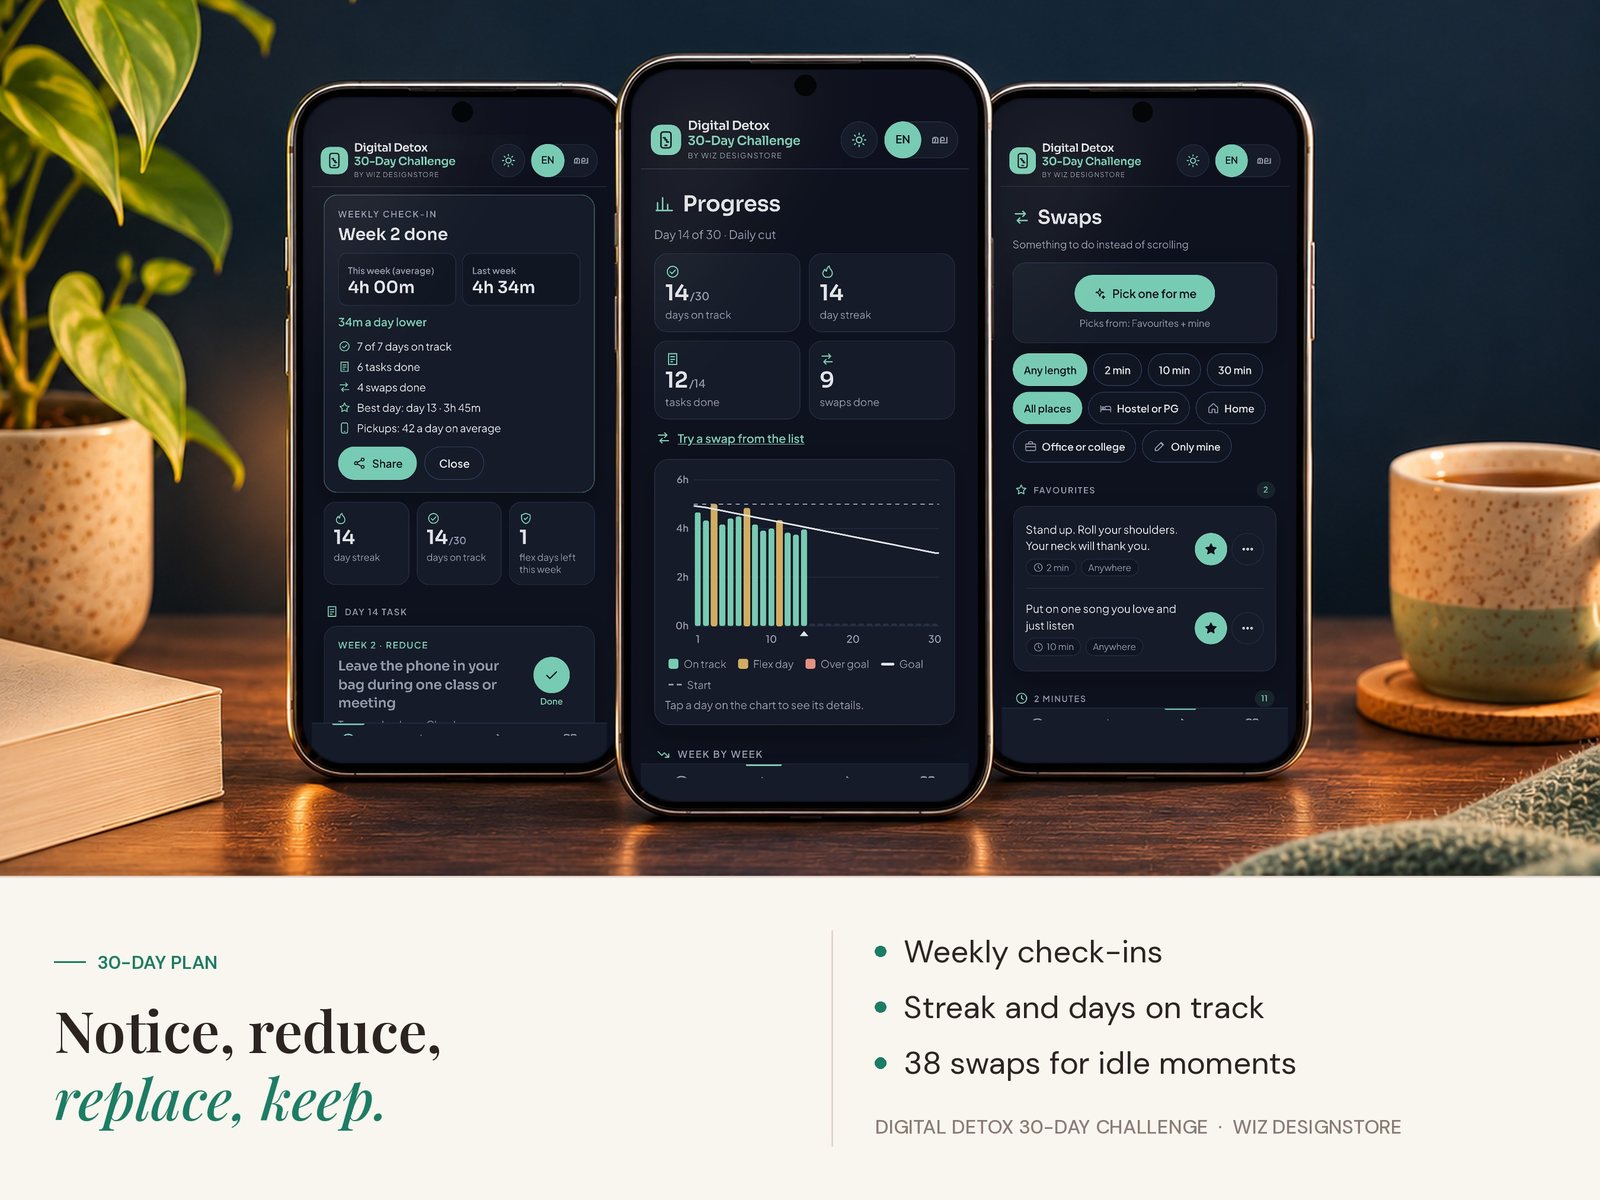 Digital Detox
30-Day Challenge
BY WIZ DESIGNSTORE
EN
മല
WEEKLY CHECK-IN
Week 2 done
This week (average)
4h 00m
Last week
4h 34m
34m a day lower
7 of 7 days on track
6 tasks done
4 swaps done
Best day: day 13 · 3h 45m
Pickups: 42 a day on average
Share
Close
14
day streak
14/30
days on track
1
flex days left
this week
DAY 14 TASK
WEEK 2 · REDUCE
Leave the phone in your
bag during one class or
meeting
Done
Digital Detox
30-Day Challenge
BY WIZ DESIGNSTORE
EN
മല
Progress
Day 14 of 30 · Daily cut
14/30
days on track
14
day streak
12/14
tasks done
9
swaps done
Try a swap from the list
6h
4h
2h
0h
1 10 20 30
On track Flex day Over goal Goal
Start
Tap a day on the chart to see its details.
WEEK BY WEEK
Digital Detox
30-Day Challenge
BY WIZ DESIGNSTORE
EN
മല
Swaps
Something to do instead of scrolling
Pick one for me
Picks from: Favourites + mine
Any length 2 min 10 min 30 min
All places Hostel or PG Home
Office or college Only mine
FAVOURITES 2
Stand up. Roll your shoulders.
Your neck will thank you.
2 min Anywhere
Put on one song you love and
just listen
10 min Anywhere
2 MINUTES 11
30-DAY PLAN
Notice, reduce,
replace, keep.
Weekly check-ins
Streak and days on track
38 swaps for idle moments
DIGITAL DETOX 30-DAY CHALLENGE · WIZ DESIGNSTORE